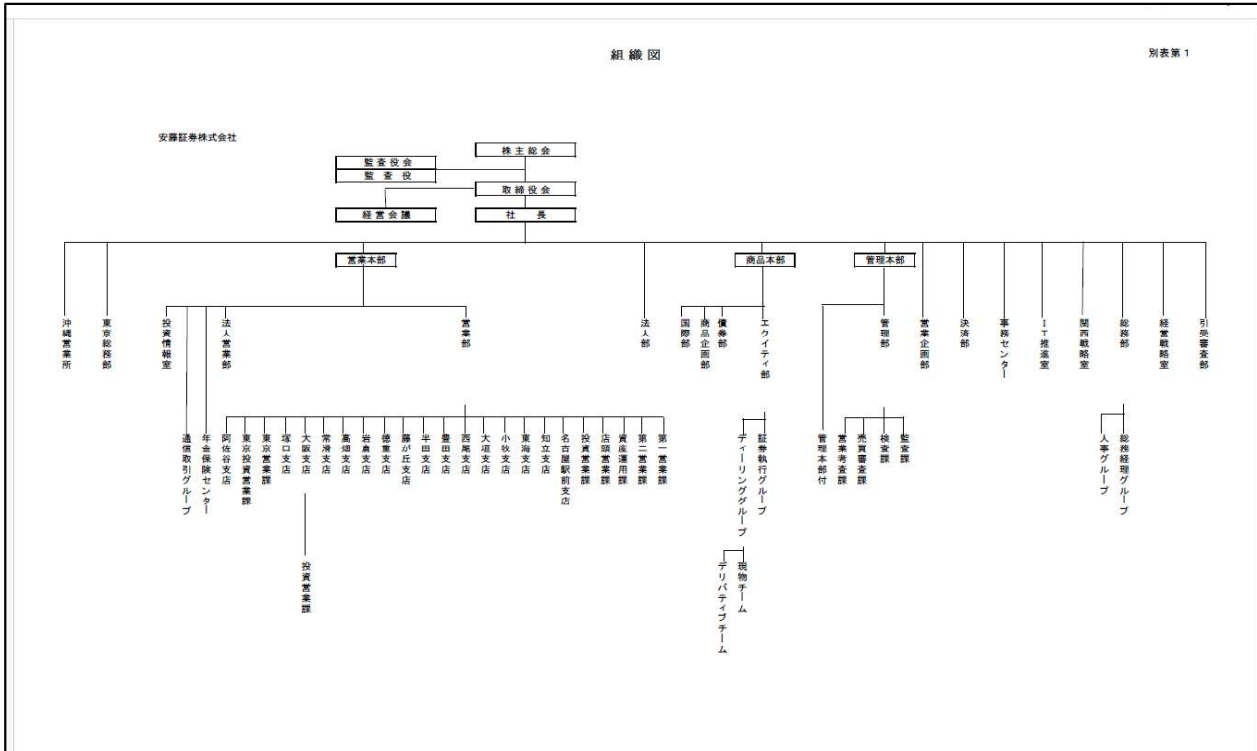 組織図
別表第1
安藤証券株式会社
株主総会
監査役会
監査役
取締役会
経営会議
社長
営業本部
商品本部
管理本部
沖縄営業所
東京総務部
投資情報室
法人営業部
営業部
法人部
国際部
商品企画部
債券部
エクイティ部
管理部
営業企画部
決済部
事務センター
IT推進室
関西戦略室
総務部
経営戦略室
引受審査部
通信取引グループ
年金保険センター
阿佐谷支店
東京投資営業課
東京営業課
塚口支店
大阪支店
常滑支店
高畑支店
岩倉支店
徳重支店
藤が丘支店
半田支店
豊田支店
西尾支店
大垣支店
小牧支店
東海支店
知立支店
名古屋駅前支店
投資営業課
店頭営業課
資産運用課
第二営業課
第一営業課
ディーリンググループ
証券執行グループ
管理本部付
営業考査課
売買審査課
検査課
監査課
人事グループ
総務経理グループ
投資営業課
デリバティブチーム
現物チーム